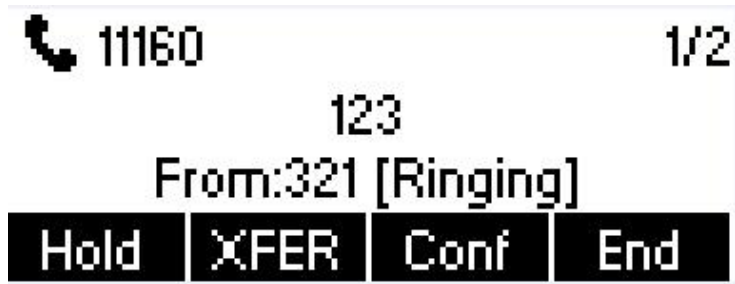 11160 1/2
123
From:321 [Ringing]
Hold XFER Conf End